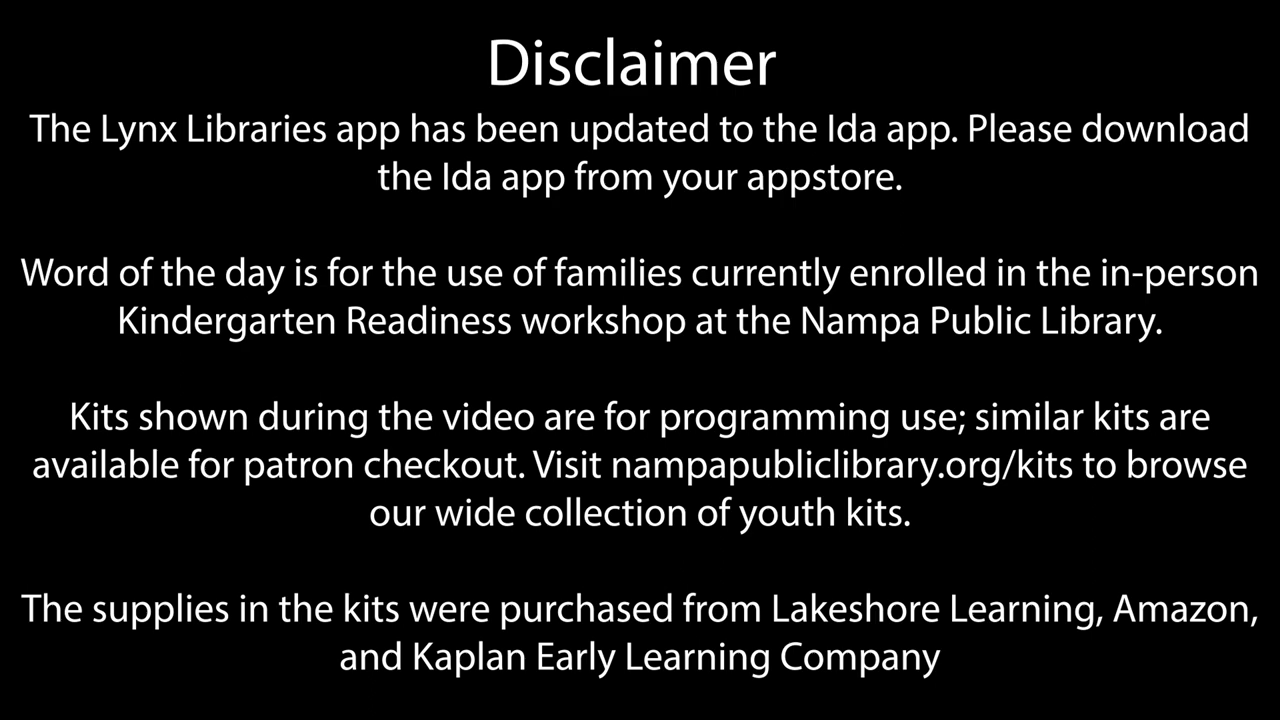 Disclaimer
The Lynx Libraries app has been updated to the Ida app. Please download
the Ida app from your appstore.
Word of the day is for the use of families currently enrolled in the in-person
Kindergarten Readiness workshop at the Nampa Public Library.
Kits shown during the video are for programming use; similar kits are
available for patron checkout. Visit nampapubliclibrary.org/kits to browse
our wide collection of youth kits.
The supplies in the kits were purchased from Lakeshore Learning, Amazon,
and Kaplan Early Learning Company